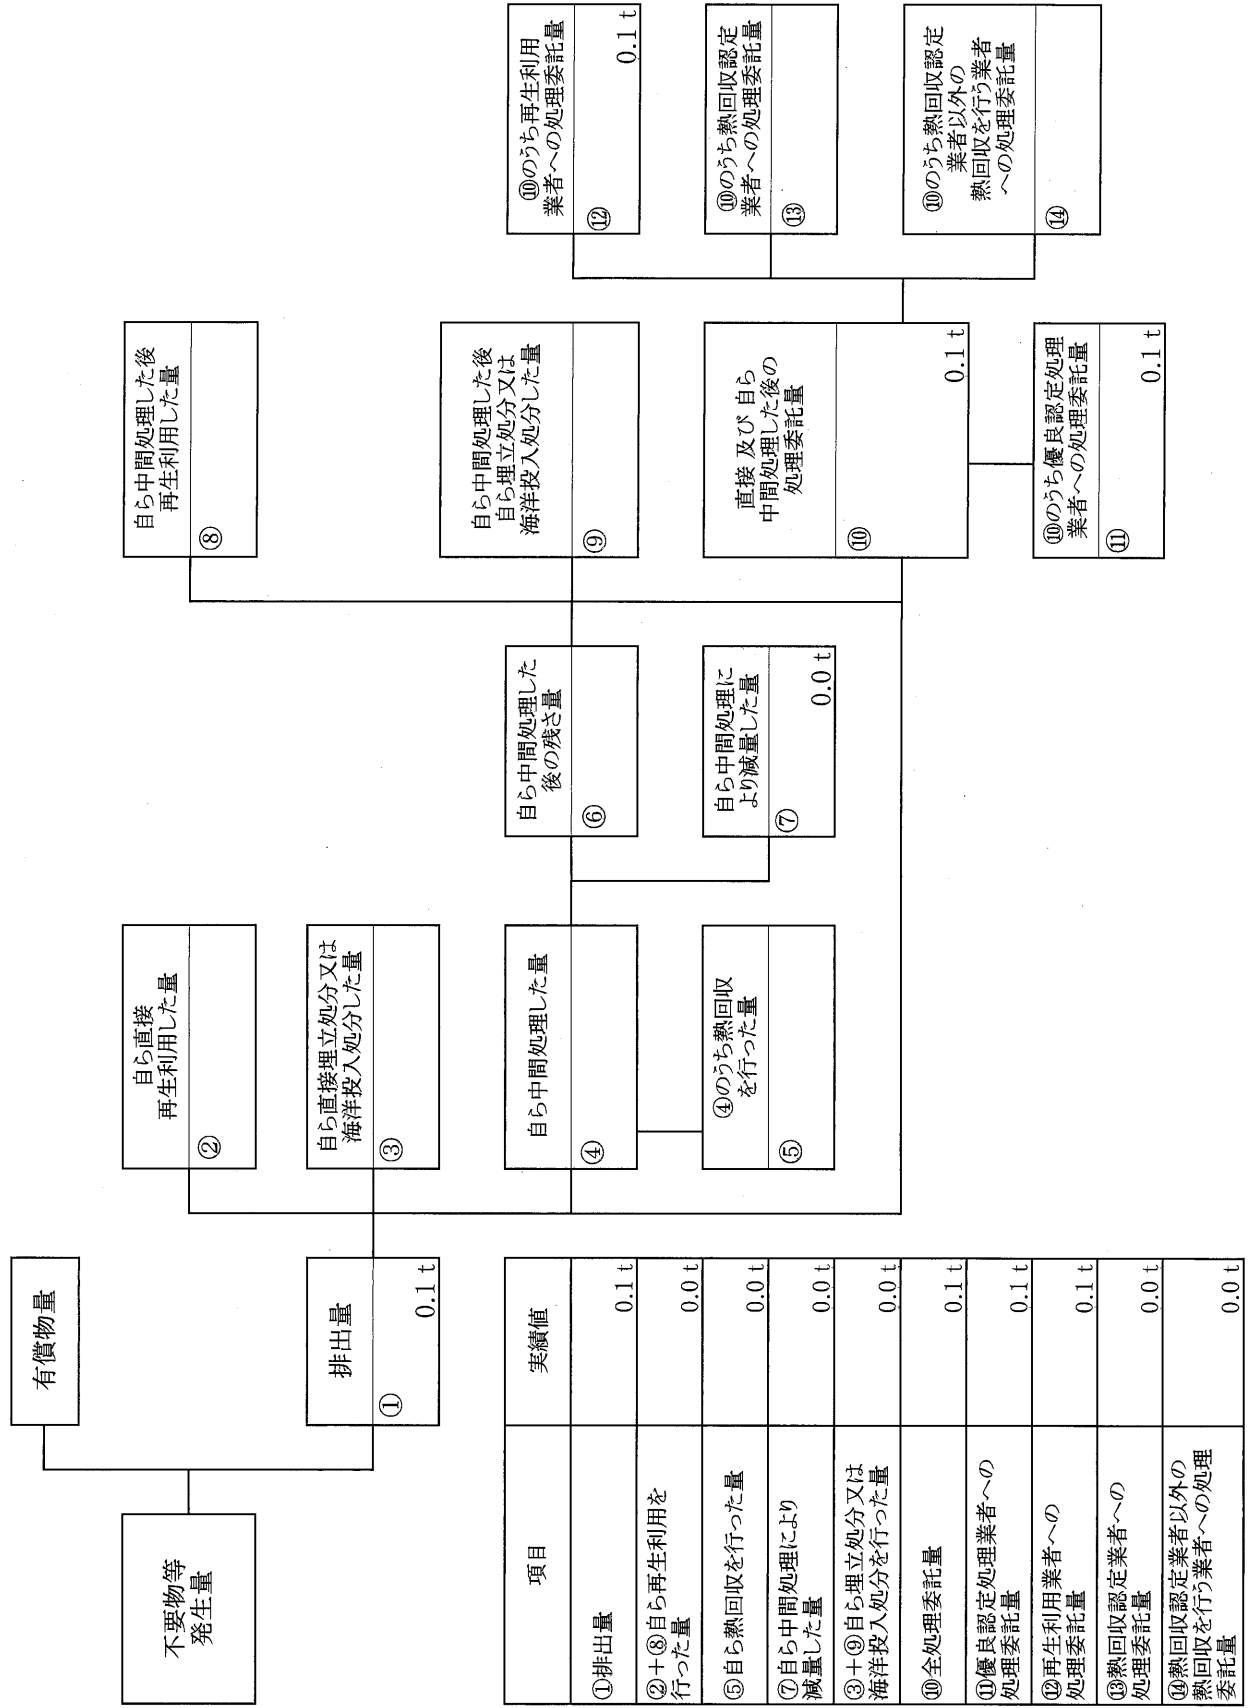 不要物等
発生量
有償物量
排出量
①
0.1 t
自ら直接
再生利用した量
②
自ら直接埋立処分又は
海洋投入処分した量
③
自ら中間処理した量
④
④のうち熱回収
を行った量
⑤
自ら中間処理した
後の残さ量
⑥
自ら中間処理に
より減量した量
⑦
0.0 t
自ら中間処理した後
再生利用した量
⑧
自ら中間処理した後
自ら埋立処分又は
海洋投入処分した量
⑨
直接 及び 自ら
中間処理した後の
処理委託量
⑩
0.1 t
⑩のうち優良認定処理
業者への処理委託量
⑪
0.1 t
⑩のうち再生利用
業者への処理委託量
⑫
0.1 t
⑩のうち熱回収認定
業者への処理委託量
⑬
⑩のうち熱回収認定
業者以外の
熱回収を行う業者
への処理委託量
⑭
項目
実績値
①排出量
0.1 t
②+⑧自ら再生利用を
行った量
0.0 t
⑤自ら熱回収を行った量
0.0 t
⑦自ら中間処理により
減量した量
0.0 t
③+⑨自ら埋立処分又は
海洋投入処分を行った量
0.0 t
⑩全処理委託量
0.1 t
⑪優良認定処理業者への
処理委託量
0.1 t
⑫再生利用業者への
処理委託量
0.1 t
⑬熱回収認定業者への
処理委託量
0.0 t
⑭熱回収認定業者以外の
熱回収を行う業者への処理
委託量
0.0 t